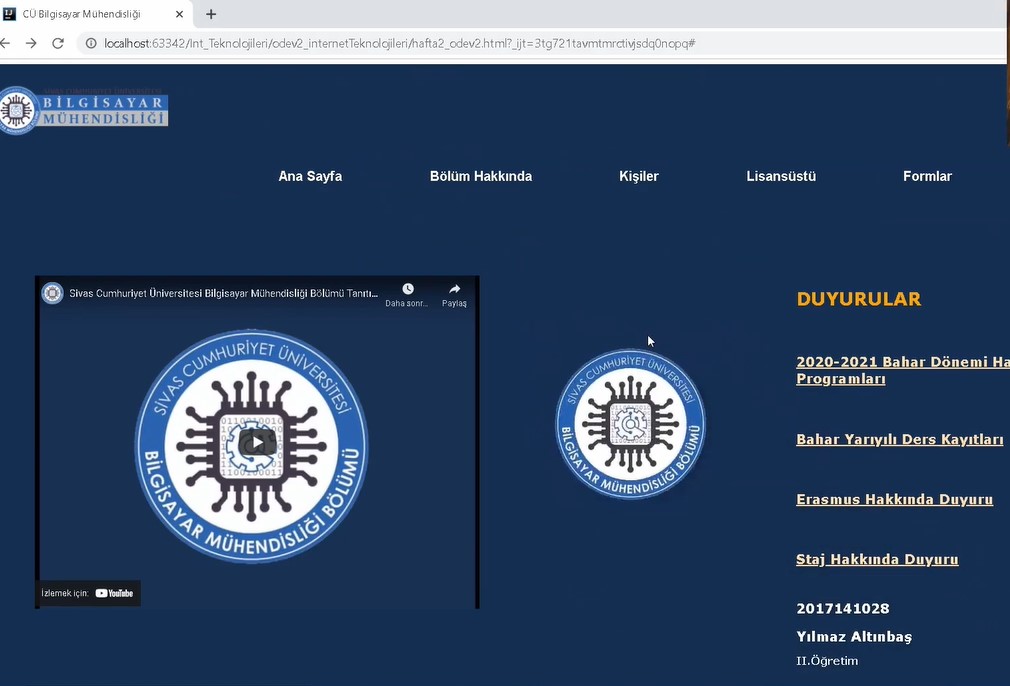 CÜ Bilgisayar Mühendisliği
localhost:63342/Int_Teknolojileri/odev2_internetTeknolojileri/hafta2_odev2.html?_ijt=3tg721tavmtmrctivjsdq0nopq#
BİLGİSAYAR
MÜHENDİSLİĞİ
Ana Sayfa Bölüm Hakkında Kişiler Lisansüstü Formlar
Sivas Cumhuriyet Üniversitesi Bilgisayar Mühendisliği Bölümü Tanıtı...
Daha sonr... Paylaş
SİVAS CUMHURİYET ÜNİVERSİTESİ
BİLGİSAYAR MÜHENDİSLİĞİ BÖLÜMÜ
İzlemek için: YouTube
SİVAS CUMHURİYET ÜNİVERSİTESİ
BİLGİSAYAR MÜHENDİSLİĞİ BÖLÜMÜ
DUYURULAR
2020-2021 Bahar Dönemi Ha
Programları
Bahar Yarıyılı Ders Kayıtları
Erasmus Hakkında Duyuru
Staj Hakkında Duyuru
2017141028
Yılmaz Altınbaş
II.Öğretim